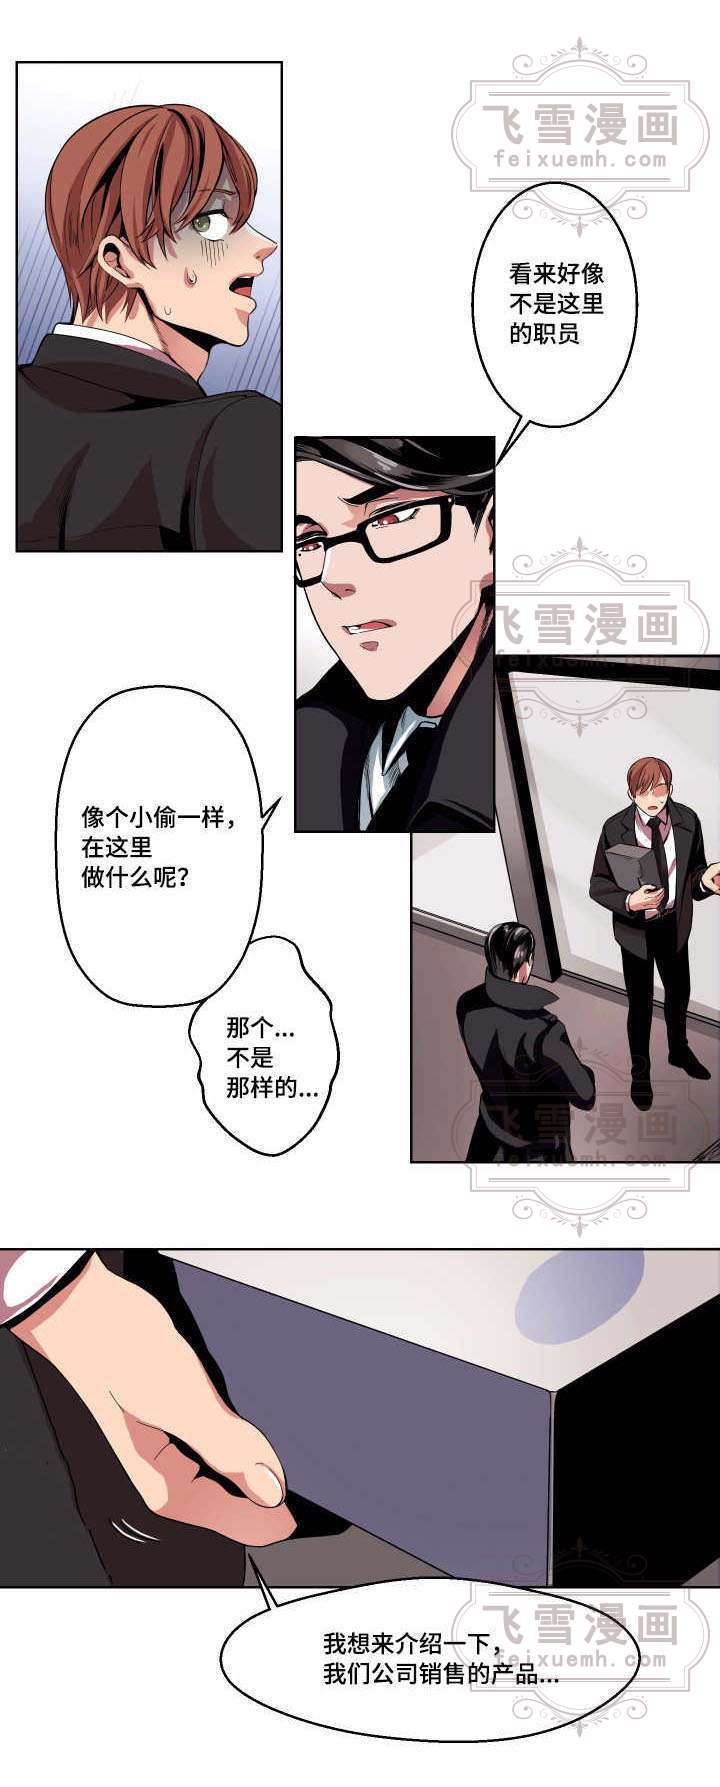 飞雪漫画
feixuemh.com
看来好像
不是这里
的职员
飞雪漫画
feixuemh.com
像个小偷一样，
在这里
做什么呢？
那个...
不是
那样的...
飞雪漫画
feixuemh.com
飞雪漫画
feixuemh.com
我想来介绍一下，
我们公司销售的产品...